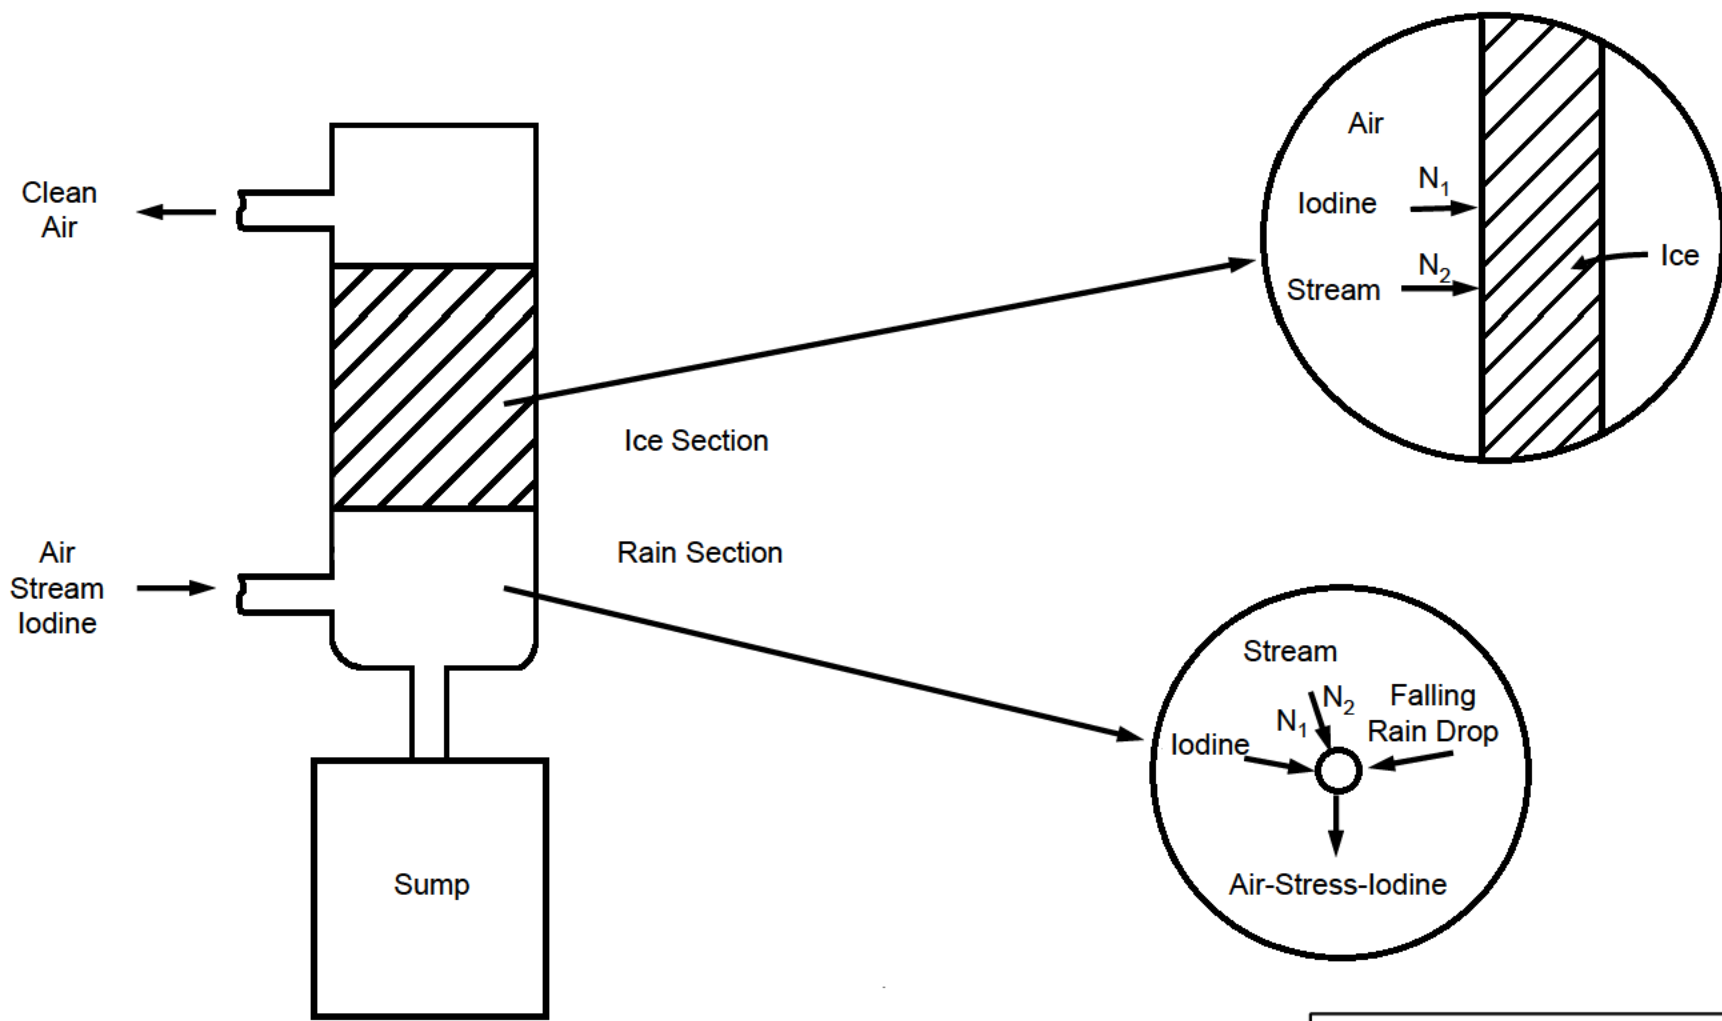 Clean
Air
Air
Stream
Iodine
Ice Section
Rain Section
Sump
Air
Iodine
N1
Stream
N2
Ice
Stream
N2
N1
Iodine
Falling
Rain Drop
Air-Stress-Iodine